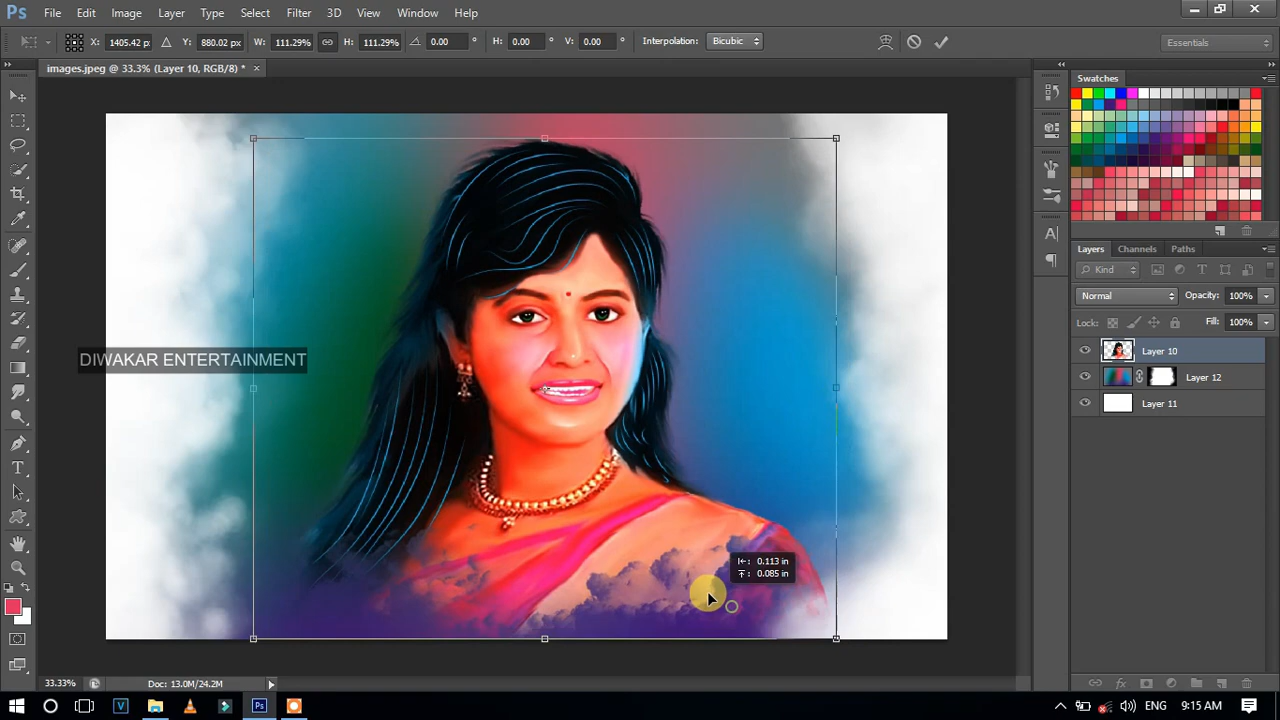 Ps File Edit Image Layer Type Select Filter 3D View Window Help
X: 1405.42 px Y: 880.02 px W: 111.29% H: 111.29% 0.00 ° H: 0.00 ° V: 0.00 ° Interpolation: Bicubic Essentials
images.jpeg @ 33.3% (Layer 10, RGB/8) * ×
Swatches
Layers Channels Paths
Kind
Normal Opacity: 100%
Lock: Fill: 100%
Layer 10
DIWAKAR ENTERTAINMENT
Layer 12
Layer 11
0.113 in
0.085 in
33.33% Doc: 13.0M/24.2M
ENG 9:15 AM